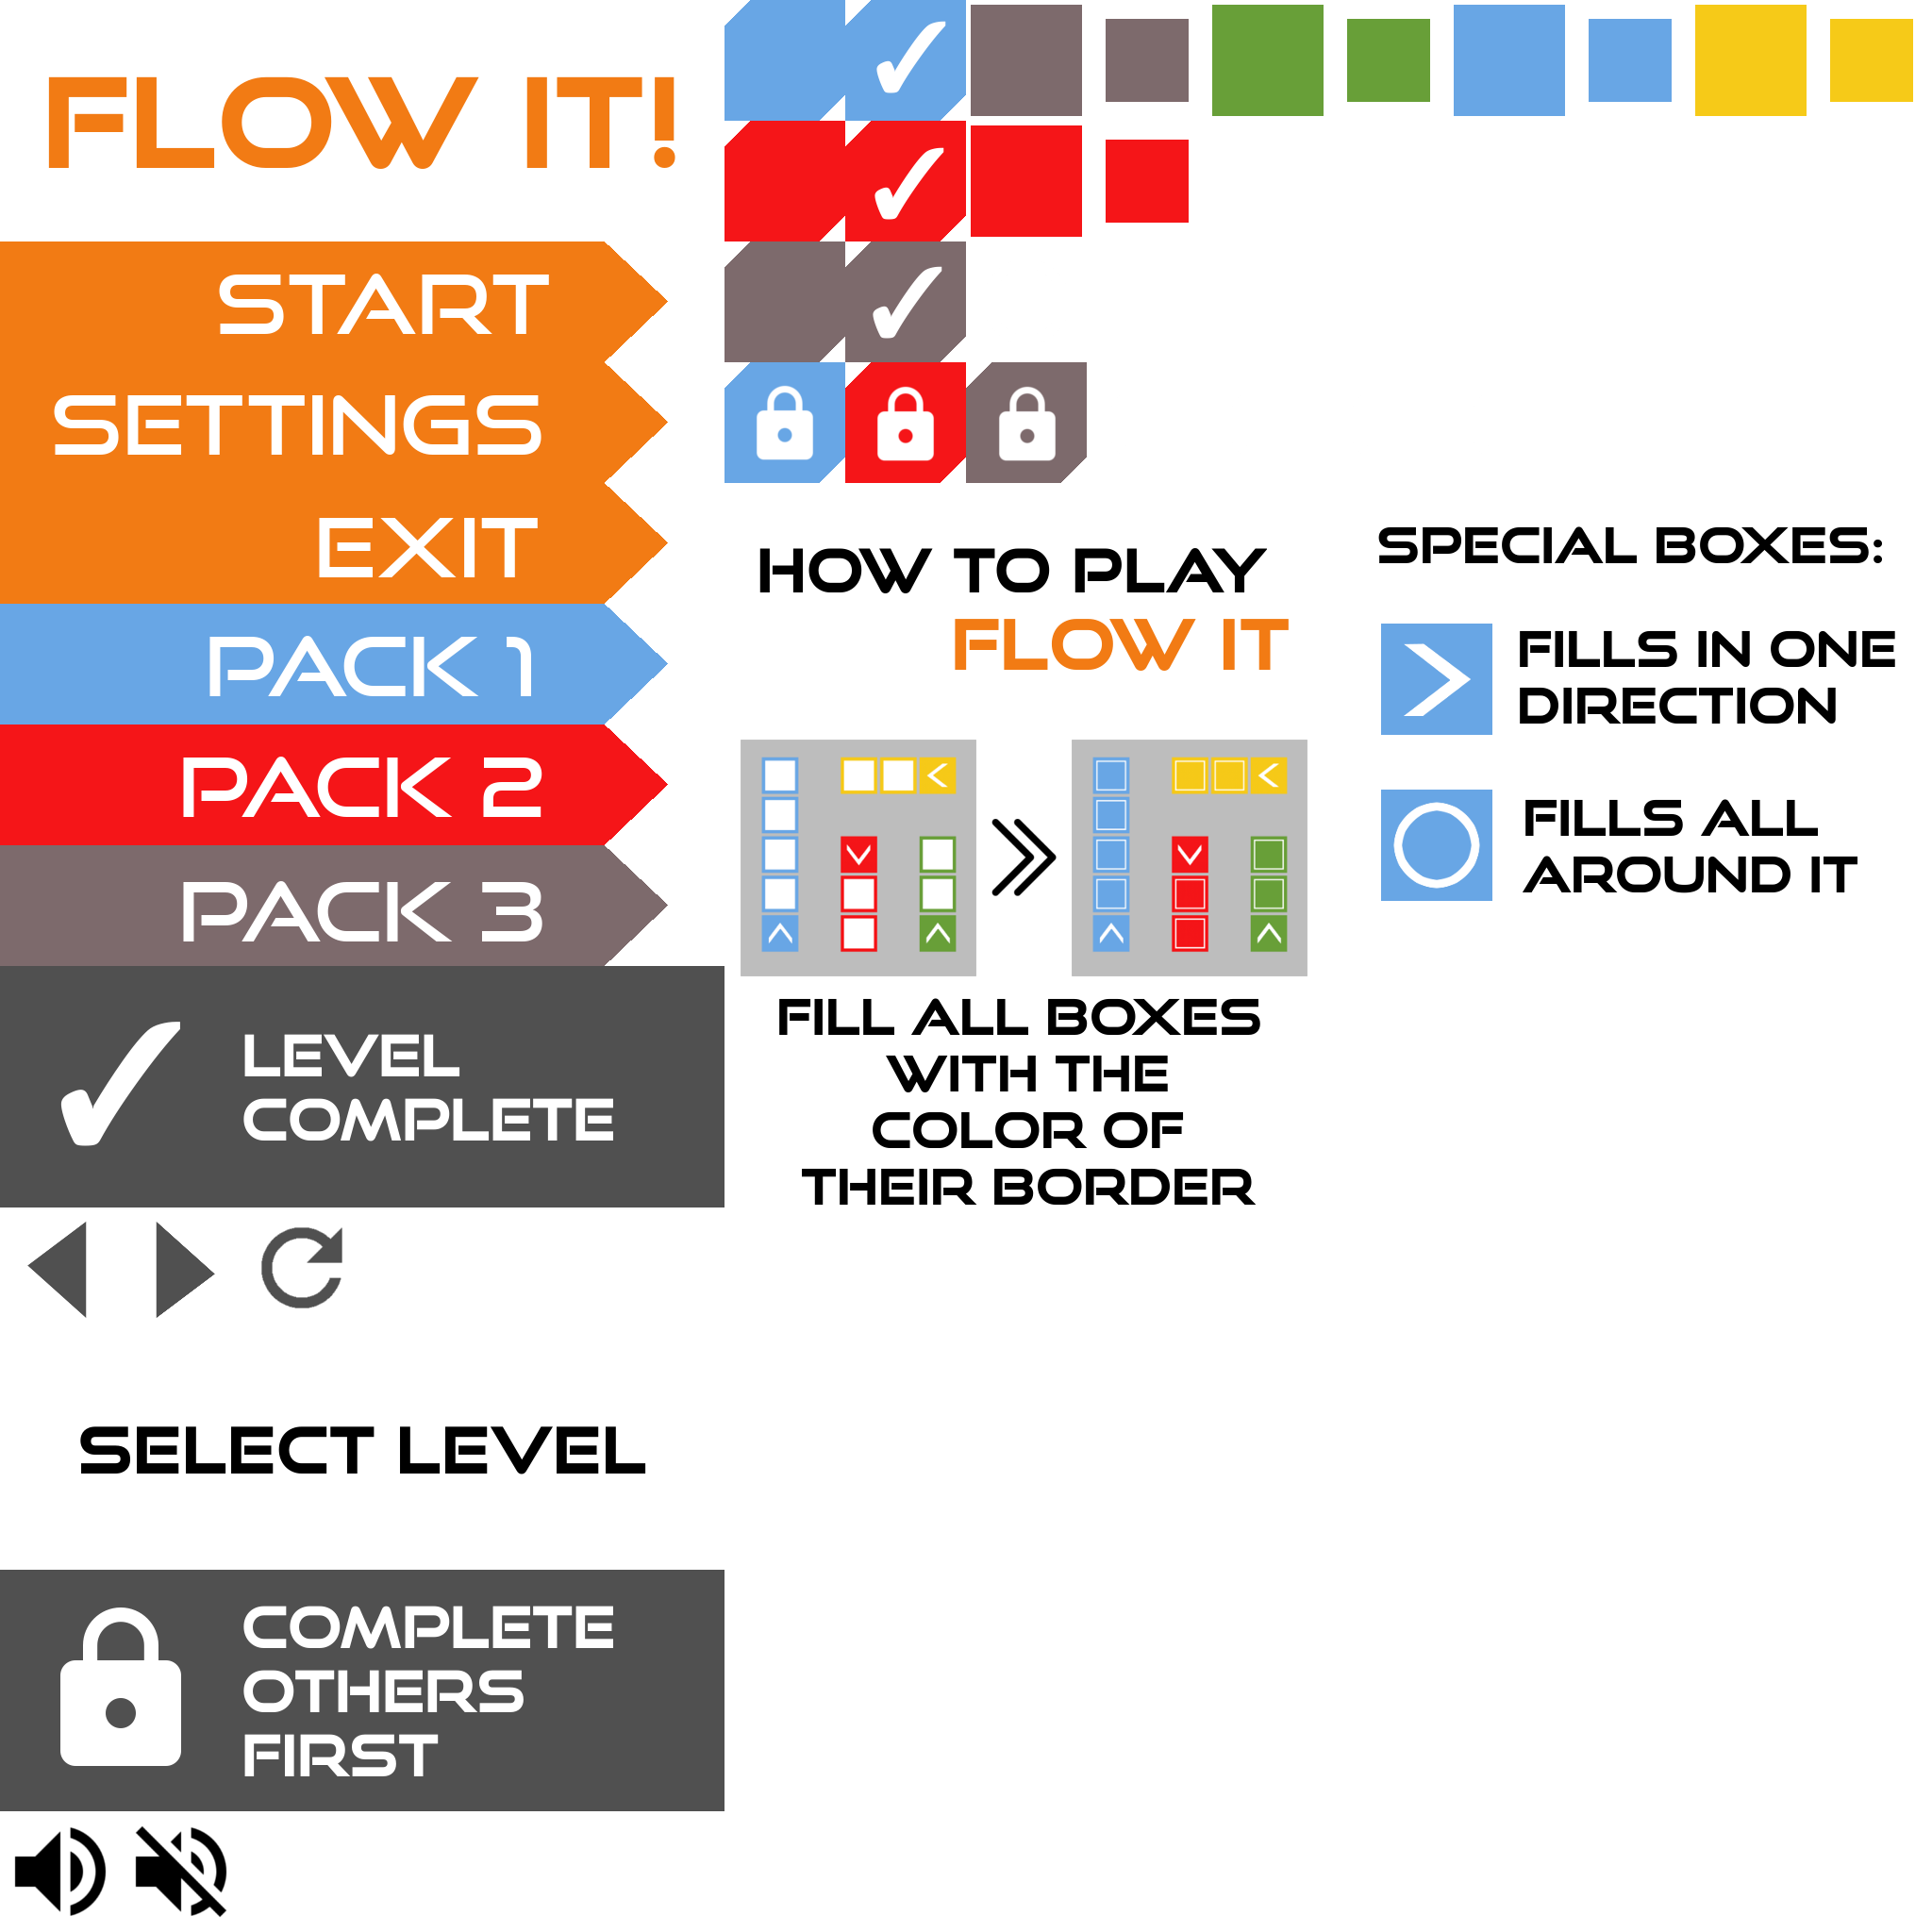 FLOW IT!
START
SETTINGS
EXIT
PACK 1
PACK 2
PACK 3
LEVEL
COMPLETE
SELECT LEVEL
COMPLETE
OTHERS
FIRST
HOW TO PLAY
FLOW IT
FILL ALL BOXES
WITH THE
COLOR OF
THEIR BORDER
SPECIAL BOXES:
FILLS IN ONE
DIRECTION
FILLS ALL
AROUND IT